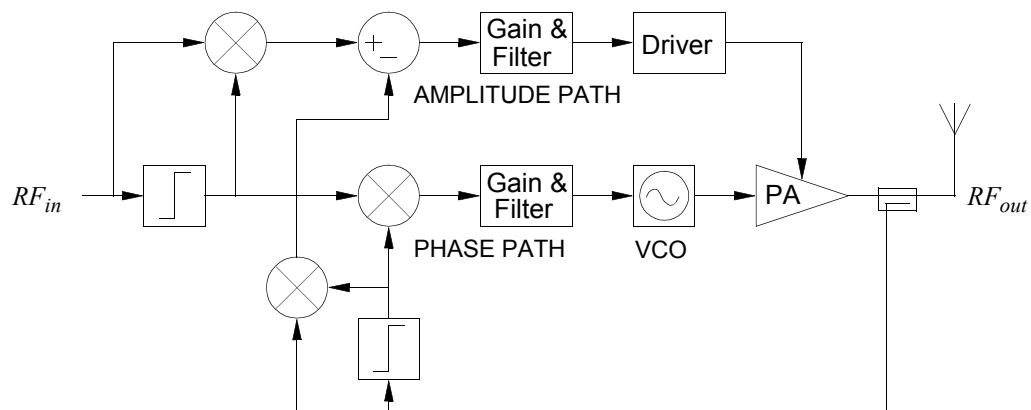 Gain &
Filter
Driver
+
−
AMPLITUDE PATH
RF_in
Gain &
Filter
PA
RF_out
PHASE PATH
VCO